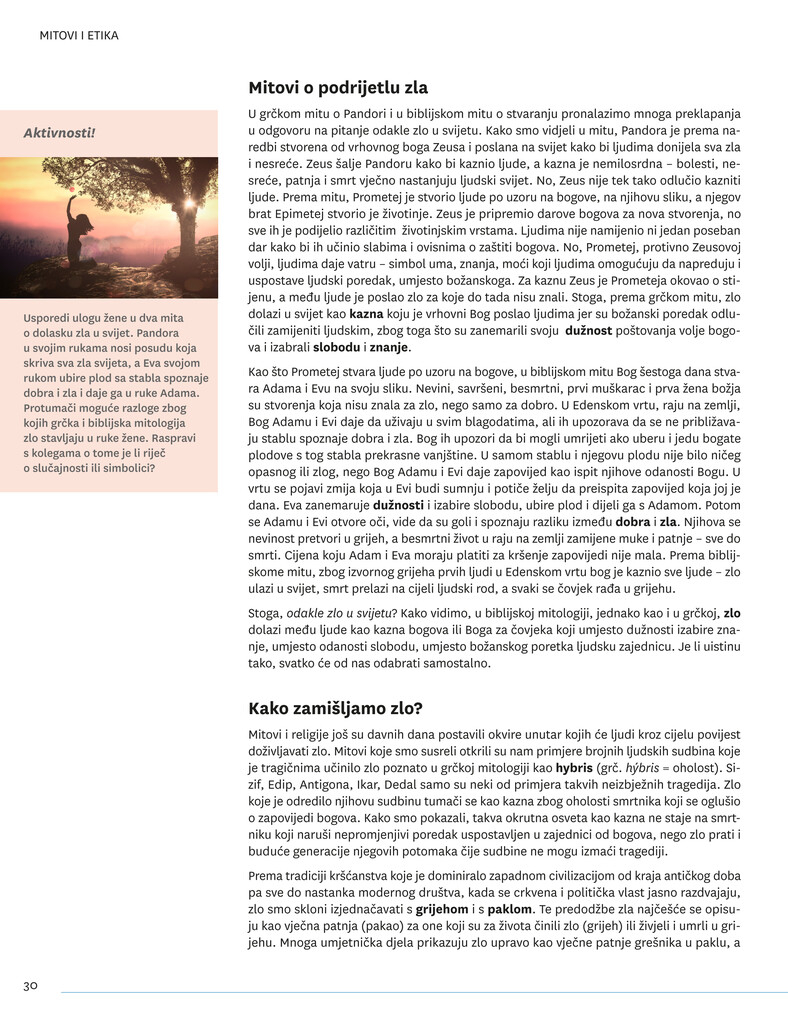 MITOVI I ETIKA
Aktivnosti!
Usporedi ulogu žene u dva mita
o dolasku zla u svijet. Pandora
u svojim rukama nosi posudu koja
skriva sva zla svijeta, a Eva svojom
rukom ubire plod sa stabla spoznaje
dobra i zla i daje ga u ruke Adama.
Protumači moguće razloge zbog
kojih grčka i biblijska mitologija
zlo stavljaju u ruke žene. Raspravi
s kolegama o tome je li riječ
o slučajnosti ili simbolici?
Mitovi o podrijetlu zla
U grčkom mitu o Pandori i u biblijskom mitu o stvaranju pronalazimo mnoga preklapanja
u odgovoru na pitanje odakle zlo u svijetu. Kako smo vidjeli u mitu, Pandora je prema na-
redbi stvorena od vrhovnog boga Zeusa i poslana na svijet kako bi ljudima donijela sva zla
i nesreće. Zeus šalje Pandoru kako bi kaznio ljude, a kazna je nemilosrdna – bolesti, ne-
sreće, patnja i smrt vječno nastanjuju ljudski svijet. No, Zeus nije tek tako odlučio kazniti
ljude. Prema mitu, Prometej je stvorio ljude po uzoru na bogove, na njihovu sliku, a njegov
brat Epimetej stvorio je životinje. Zeus je pripremio darove bogova za nova stvorenja, no
sve ih je podijelio različitim životinjskim vrstama. Ljudima nije namijenio ni jedan poseban
dar kako bi ih učinio slabima i ovisnima o zaštiti bogova. No, Prometej, protivno Zeusovoj
volji, ljudima daje vatru – simbol uma, znanja, moći koji ljudima omogućuju da napreduju i
uspostave ljudski poredak, umjesto božanskoga. Za kaznu Zeus je Prometeja okovao o sti-
jenu, a među ljude je poslao zlo za koje do tada nisu znali. Stoga, prema grčkom mitu, zlo
dolazi u svijet kao kazna koju je vrhovni Bog poslao ljudima jer su božanski poredak odlu-
čili zamijeniti ljudskim, zbog toga što su zanemarili svoju dužnost poštovanja volje bogo-
va i izabrali slobodu i znanje.
Kao što Prometej stvara ljude po uzoru na bogove, u biblijskom mitu Bog šestoga dana stva-
ra Adama i Evu na svoju sliku. Nevini, savršeni, besmrtni, prvi muškarac i prva žena božja
su stvorenja koja nisu znala za zlo, nego samo za dobro. U Edenskom vrtu, raju na zemlji,
Bog Adamu i Evi daje da uživaju u svim blagodatima, ali ih upozorava da se ne približava-
ju stablu spoznaje dobra i zla. Bog ih upozori da bi mogli umrijeti ako uberu i jedu bogate
plodove s tog stabla prekrasne vanjštine. U samom stablu i njegovu plodu nije bilo ničeg
opasnog ili zlog, nego Bog Adamu i Evi daje zapovijed kao ispit njihove odanosti Bogu. U
vrtu se pojavi zmija koja u Evi budi sumnju i potiče želju da preispita zapovijed koja joj je
dana. Eva zanemaruje dužnosti i izabire slobodu, ubire plod i dijeli ga s Adamom. Potom
se Adamu i Evi otvore oči, vide da su goli i spoznaju razliku između dobra i zla. Njihova se
nevinost pretvori u grijeh, a besmrtni život u raju na zemlji zamijene muke i patnje – sve do
smrti. Cijena koju Adam i Eva moraju platiti za kršenje zapovijedi nije mala. Prema biblij-
skome mitu, zbog izvornog grijeha prvih ljudi u Edenskom vrtu bog je kaznio sve ljude – zlo
ulazi u svijet, smrt prelazi na cijeli ljudski rod, a svaki se čovjek rađa u grijehu.
Stoga, odakle zlo u svijetu? Kako vidimo, u biblijskoj mitologiji, jednako kao i u grčkoj, zlo
dolazi među ljude kao kazna bogova ili Boga za čovjeka koji umjesto dužnosti izabire zna-
nje, umjesto odanosti slobodu, umjesto božanskog poretka ljudsku zajednicu. Je li uistinu
tako, svatko će od nas odabrati samostalno.
Kako zamišljamo zlo?
Mitovi i religije još su davnih dana postavili okvire unutar kojih će ljudi kroz cijelu povijest
doživljavati zlo. Mitovi koje smo susreli otkrili su nam primjere brojnih ljudskih sudbina koje
je tragičnima učinilo zlo poznato u grčkoj mitologiji kao hybris (grč. hýbris = oholost). Si-
zif, Edip, Antigona, Ikar, Dedal samo su neki od primjera takvih neizbježnih tragedija. Zlo
koje je odredilo njihovu sudbinu tumači se kao kazna zbog oholosti smrtnika koji se oglušio
o zapovijedi bogova. Kako smo pokazali, takva okrutna osveta kao kazna ne staje na smrt-
niku koji naruši nepromjenjivi poredak uspostavljen u zajednici od bogova, nego zlo prati i
buduće generacije njegovih potomaka čije sudbine ne mogu izmaći tragediji.
Prema tradiciji kršćanstva koje je dominiralo zapadnom civilizacijom od kraja antičkog doba
pa sve do nastanka modernog društva, kada se crkvena i politička vlast jasno razdvajaju,
zlo smo skloni izjednačavati s grijehom i s paklom. Te predodžbe zla najčešće se opisu-
ju kao vječna patnja (pakao) za one koji su za života činili zlo (grijeh) ili živjeli i umrli u gri-
jehu. Mnoga umjetnička djela prikazuju zlo upravo kao vječne patnje grešnika u paklu, a
30